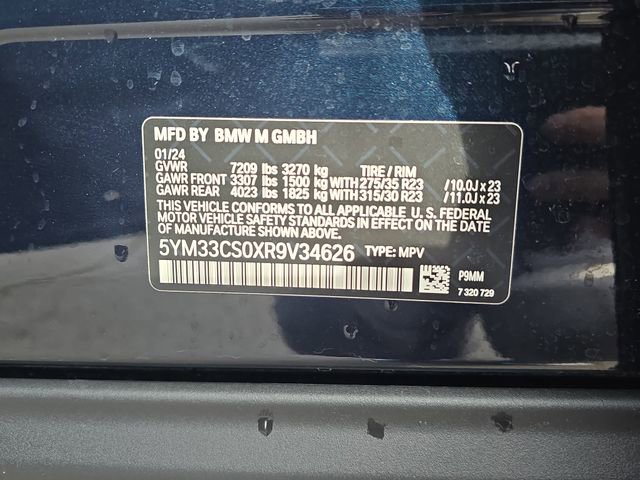 MFD BY BMW M GMBH
01/24
GVWR 7209 lbs 3270 kg TIRE / RIM
GAWR FRONT 3307 lbs 1500 kg WITH 275/35 R23 / 10.0J x 23
GAWR REAR 4023 lbs 1825 kg WITH 315/30 R23 / 11.0J x 23
THIS VEHICLE CONFORMS TO ALL APPLICABLE U. S. FEDERAL
MOTOR VEHICLE SAFETY STANDARDS IN EFFECT ON THE DATE
OF MANUFACTURE SHOWN ABOVE.
5YM33CS0XR9V34626 TYPE: MPV
P9MM
7 320 729